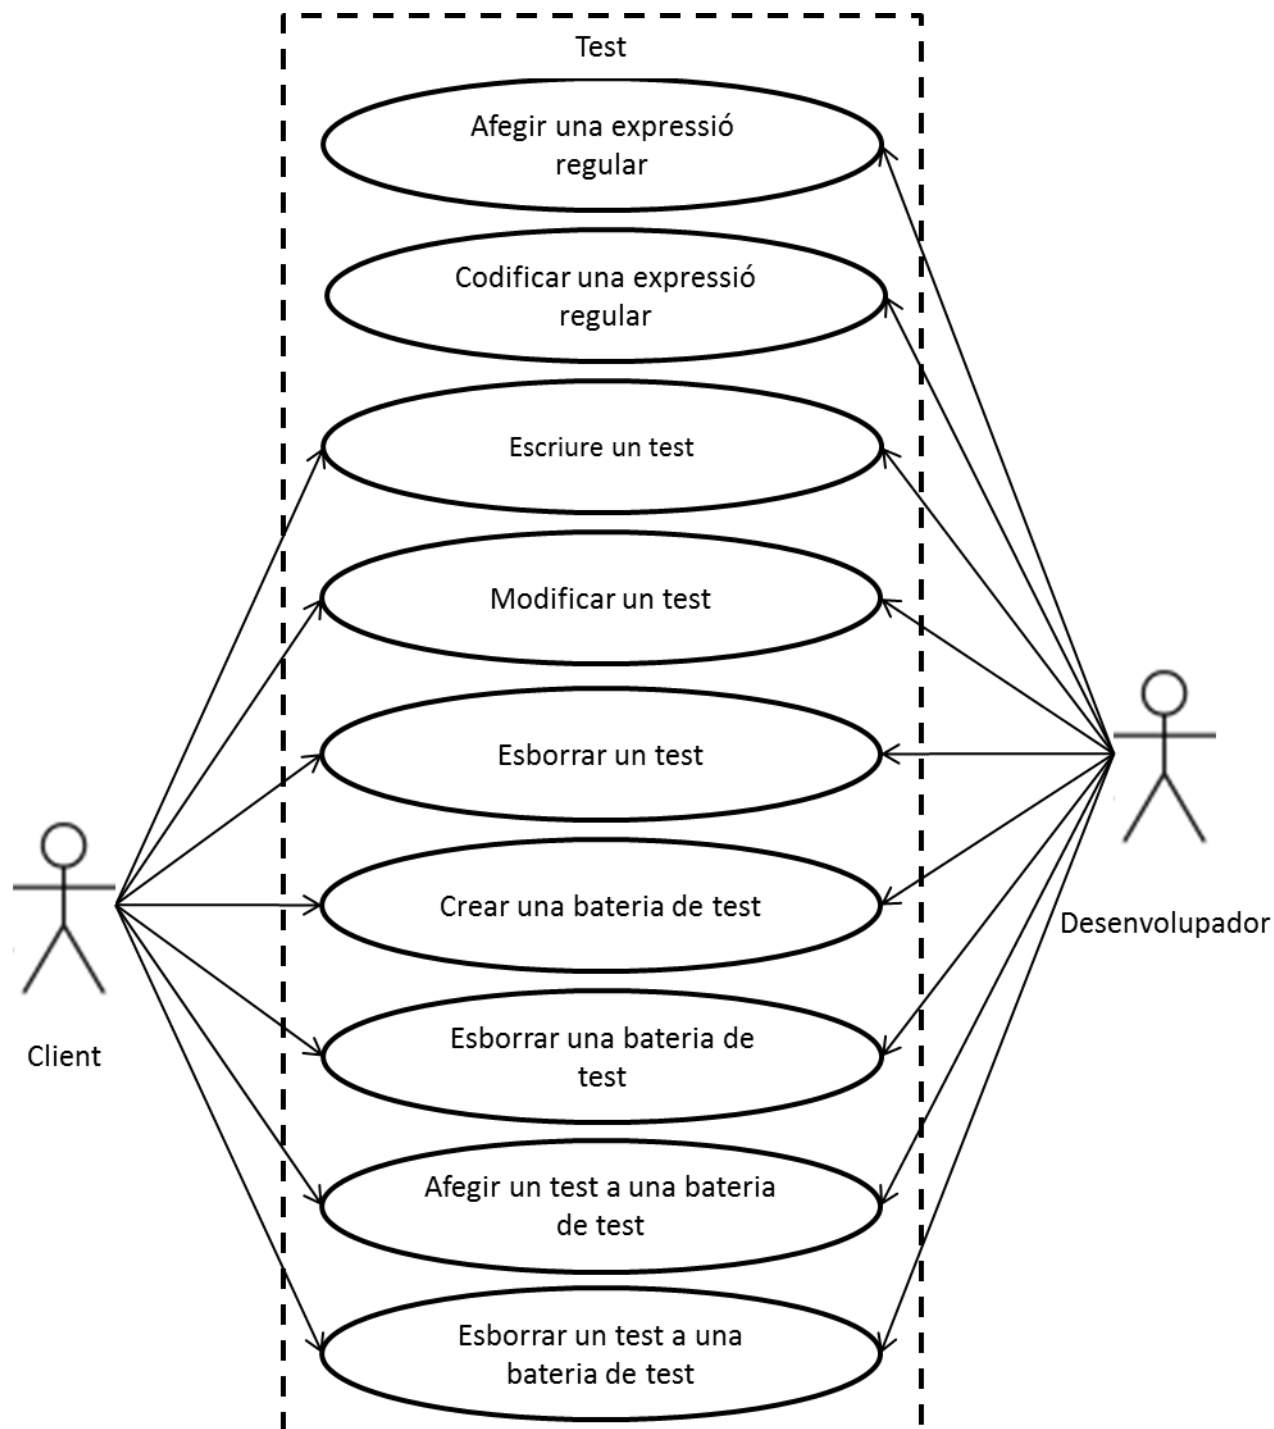 Test
Afegir una expressió
regular
Codificar una expressió
regular
Escriure un test
Modificar un test
Esborrar un test
Crear una bateria de test
Desenvolupador
Esborrar una bateria de
test
Client
Afegir un test a una bateria
de test
Esborrar un test a una
bateria de test